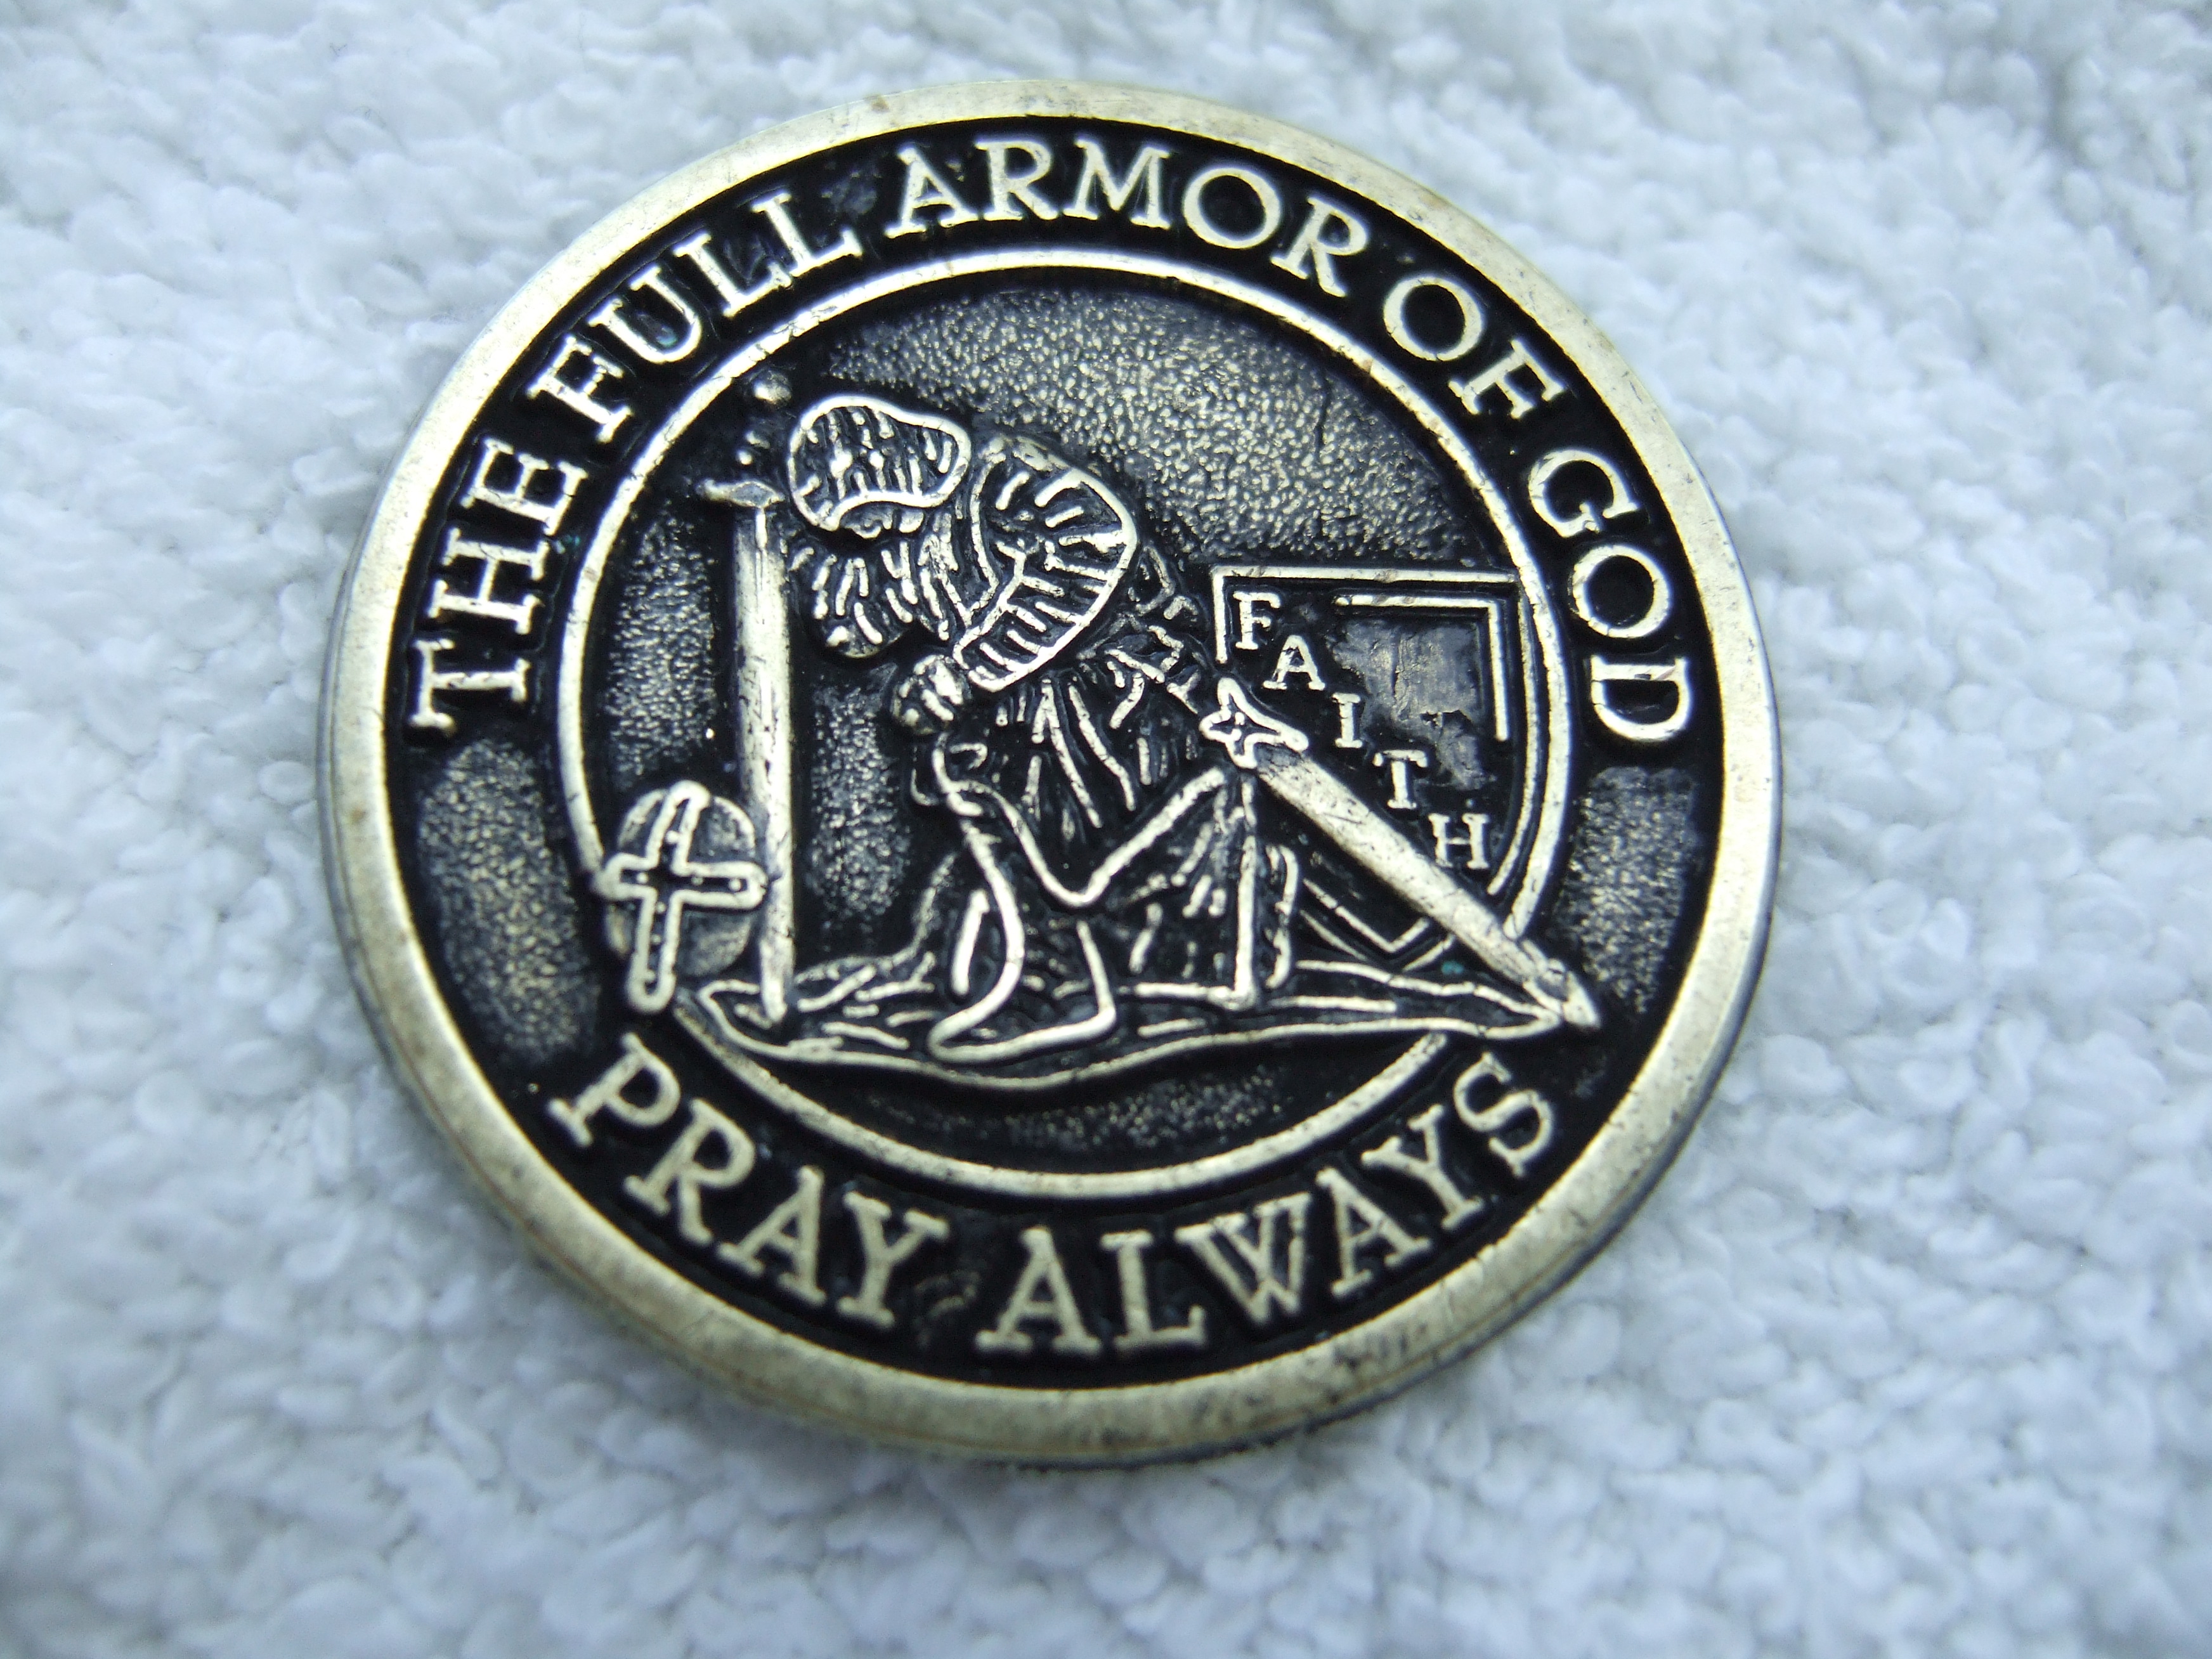 THE FULL ARMOR OF GOD
FAITH
PRAY ALWAYS